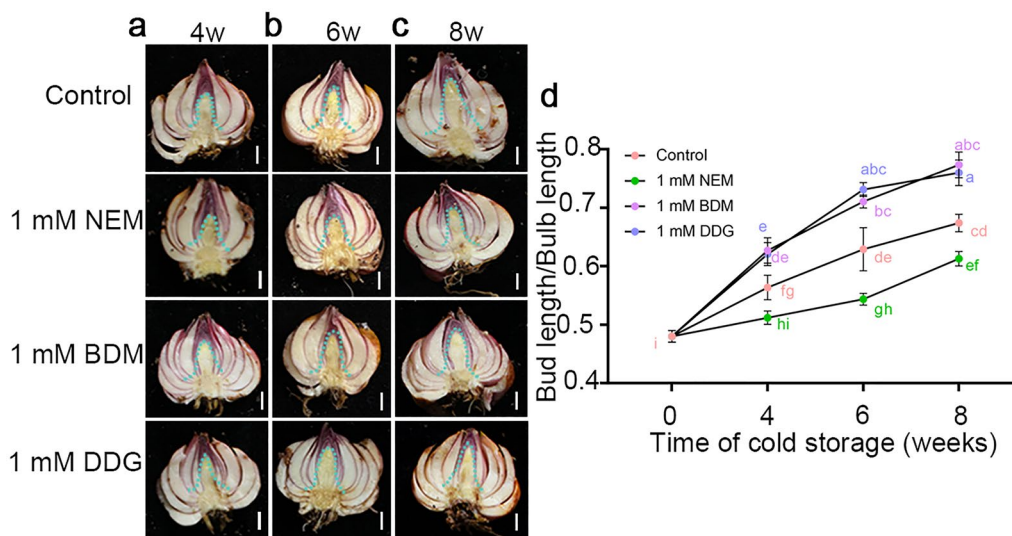 a 4w b 6w c 8w
Control
1 mM NEM
1 mM BDM
1 mM DDG
d
Bud length/Bulb length
0.8
0.7
0.6
0.5
0.4
Control
1 mM NEM
1 mM BDM
1 mM DDG
i
e
de
fg
hi
abc
bc
de
gh
abc
a
cd
ef
0 4 6 8
Time of cold storage (weeks)